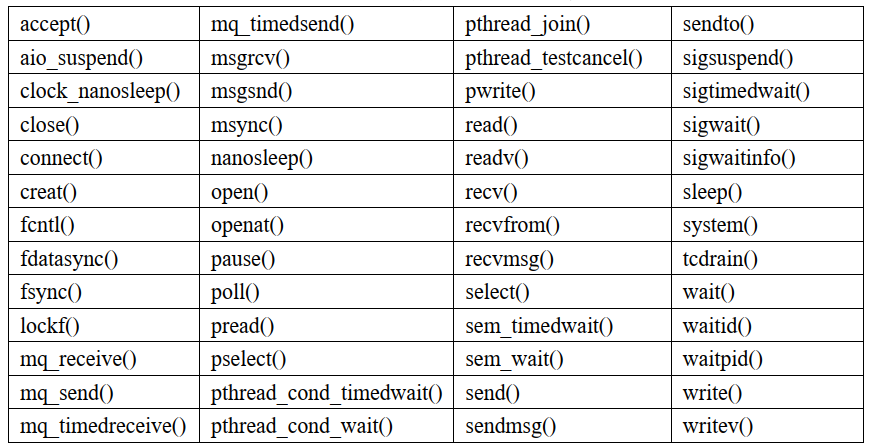 accept() mq_timedsend() pthread_join() sendto()
aio_suspend() msgrcv() pthread_testcancel() sigsuspend()
clock_nanosleep() msgsnd() pwrite() sigtimedwait()
close() msync() read() sigwait()
connect() nanosleep() readv() sigwaitinfo()
creat() open() recv() sleep()
fcntl() openat() recvfrom() system()
fdatasync() pause() recvmsg() tcdrain()
fsync() poll() select() wait()
lockf() pread() sem_timedwait() waitid()
mq_receive() pselect() sem_wait() waitpid()
mq_send() pthread_cond_timedwait() send() write()
mq_timedreceive() pthread_cond_wait() sendmsg() writev()